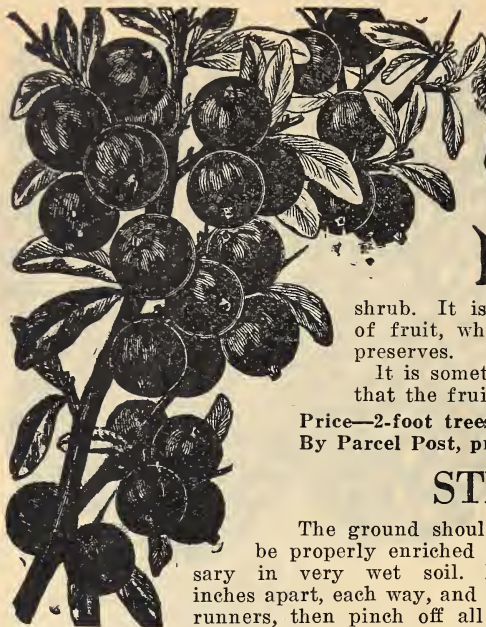 shrub. It is
of fruit, wh
preserves.
It is somet
that the frui
Price—2-foot trees
By Parcel Post, pr
ST
The ground shoul
be properly enriched
sary in very wet soil.
inches apart, each way, and
runners, then pinch off all